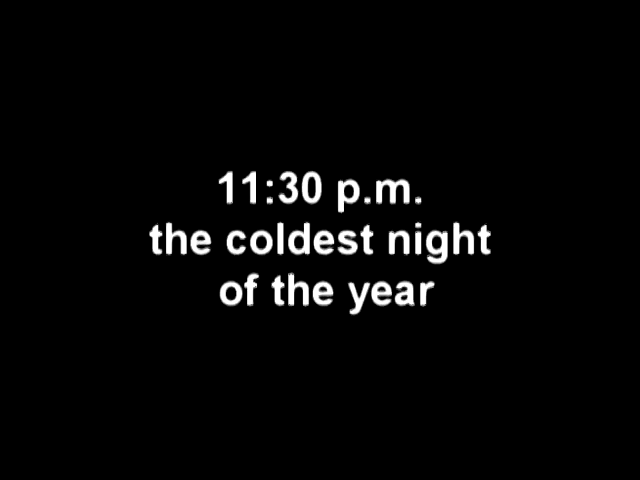 11:30 p.m.
the coldest night
of the year